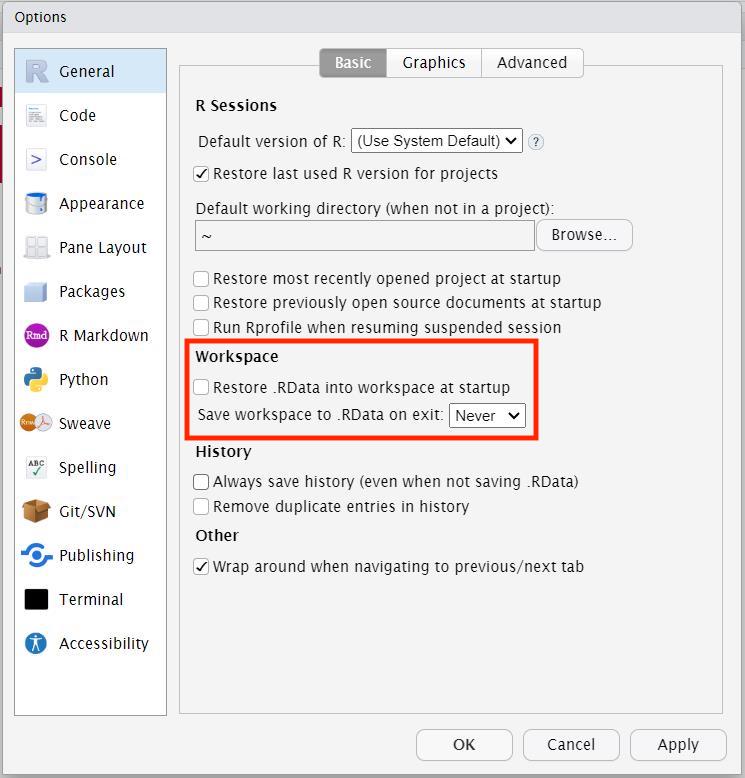 Options
General
Code
Console
Appearance
Pane Layout
Packages
Rmd R Markdown
Python
Sweave
ABC Spelling
Git/SVN
Publishing
Terminal
Accessibility
Basic Graphics Advanced
R Sessions
Default version of R: (Use System Default) ?
Restore last used R version for projects
Default working directory (when not in a project):
~ Browse...
Restore most recently opened project at startup
Restore previously open source documents at startup
Run Rprofile when resuming suspended session
Workspace
Restore .RData into workspace at startup
Save workspace to .RData on exit: Never
History
Always save history (even when not saving .RData)
Remove duplicate entries in history
Other
Wrap around when navigating to previous/next tab
OK Cancel Apply